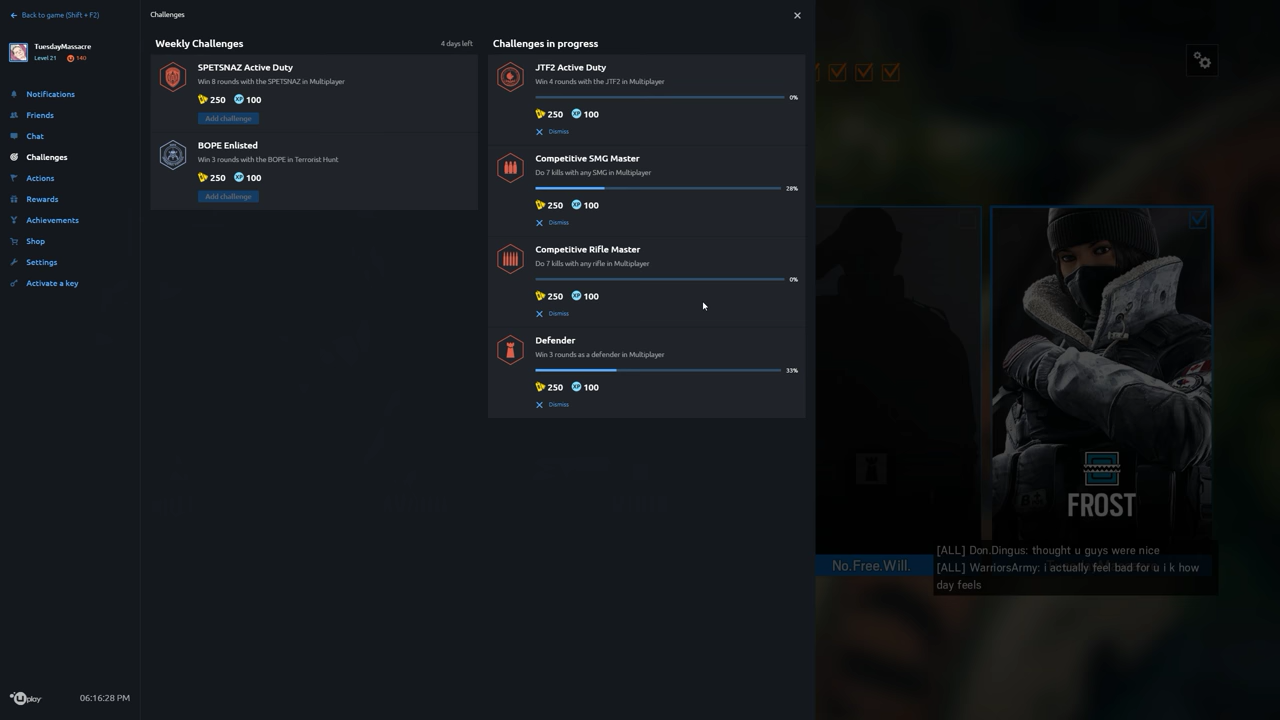 Back to game (Shift + F2)
Challenges
TuesdayMassacre
Level 21
140
Notifications
Friends
Chat
Challenges
Actions
Rewards
Achievements
Shop
Settings
Activate a key
Weekly Challenges
4 days left
SPETSNAZ Active Duty
Win 8 rounds with the SPETSNAZ in Multiplayer
250 XP 100
Add challenge
BOPE Enlisted
Win 3 rounds with the BOPE in Terrorist Hunt
250 XP 100
Add challenge
Challenges in progress
JTF2 Active Duty
Win 4 rounds with the JTF2 in Multiplayer
0%
250 XP 100
Dismiss
Competitive SMG Master
Do 7 kills with any SMG in Multiplayer
28%
250 XP 100
Dismiss
Competitive Rifle Master
Do 7 kills with any rifle in Multiplayer
0%
250 XP 100
Dismiss
Defender
Win 3 rounds as a defender in Multiplayer
33%
250 XP 100
Dismiss
FROST
No.Free.Will.
[ALL] Don.Dingus: thought u guys were nice
[ALL] WarriorsArmy: i actually feel bad for u i k how
day feels
uplay
06:16:28 PM